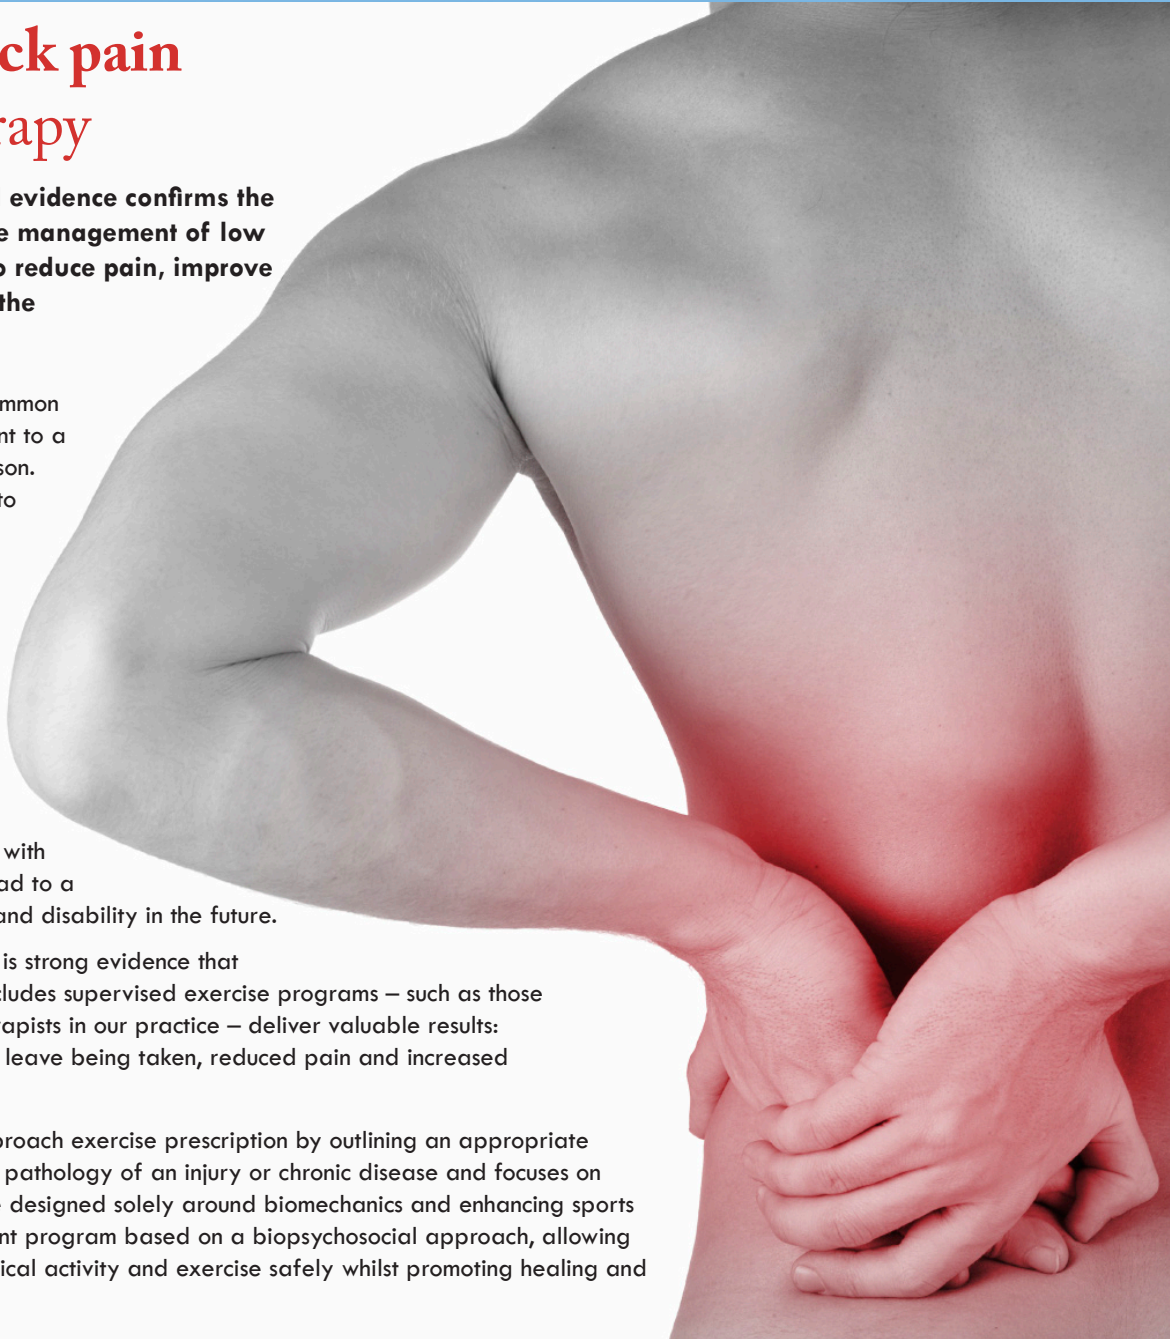 ck pain
rapy
evidence confirms the
e management of low
o reduce pain, improve
the
mmon
nt to a
son.
to
with
ad to a
and disability in the future.
is strong evidence that
cludes supervised exercise programs – such as those
apists in our practice – deliver valuable results:
leave being taken, reduced pain and increased
proach exercise prescription by outlining an appropriate
pathology of an injury or chronic disease and focuses on
e designed solely around biomechanics and enhancing sports
nt program based on a biopsychosocial approach, allowing
ical activity and exercise safely whilst promoting healing and